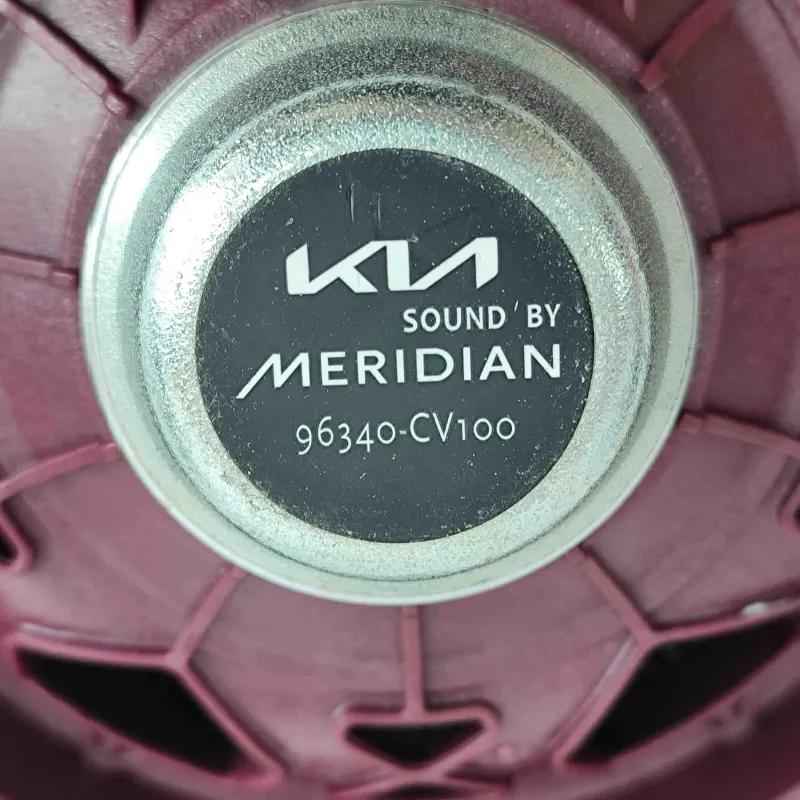 KIA
SOUND BY
MERIDIAN
96340-CV100